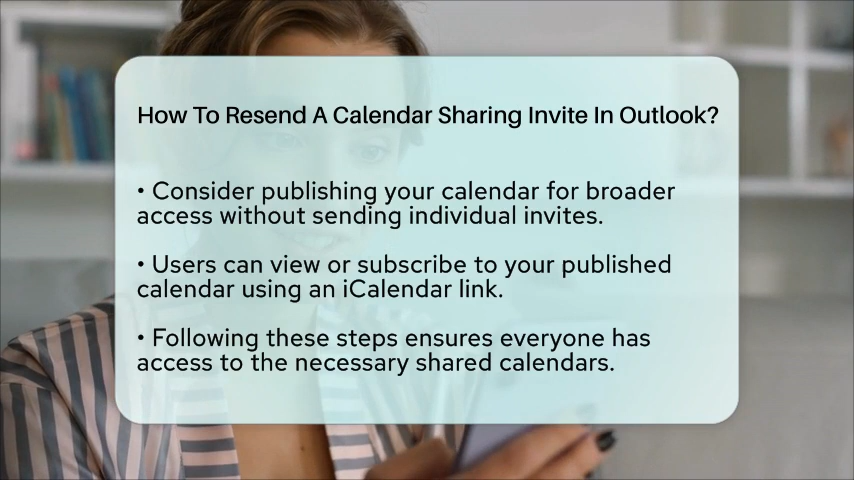 How To Resend A Calendar Sharing Invite In Outlook?
• Consider publishing your calendar for broader
access without sending individual invites.
• Users can view or subscribe to your published
calendar using an iCalendar link.
• Following these steps ensures everyone has
access to the necessary shared calendars.